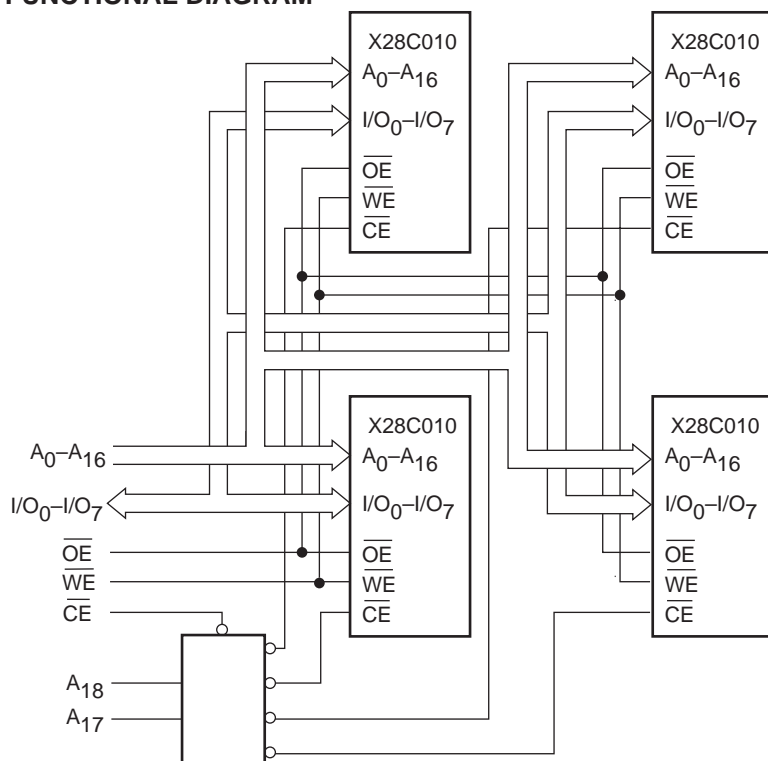 FUNCTIONAL DIAGRAM
X28C010
A0–A16
I/O0–I/O7
OE
WE
CE
X28C010
A0–A16
I/O0–I/O7
OE
WE
CE
X28C010
A0–A16
I/O0–I/O7
OE
WE
CE
X28C010
A0–A16
I/O0–I/O7
OE
WE
CE
A0–A16
I/O0–I/O7
OE
WE
CE
A18
A17